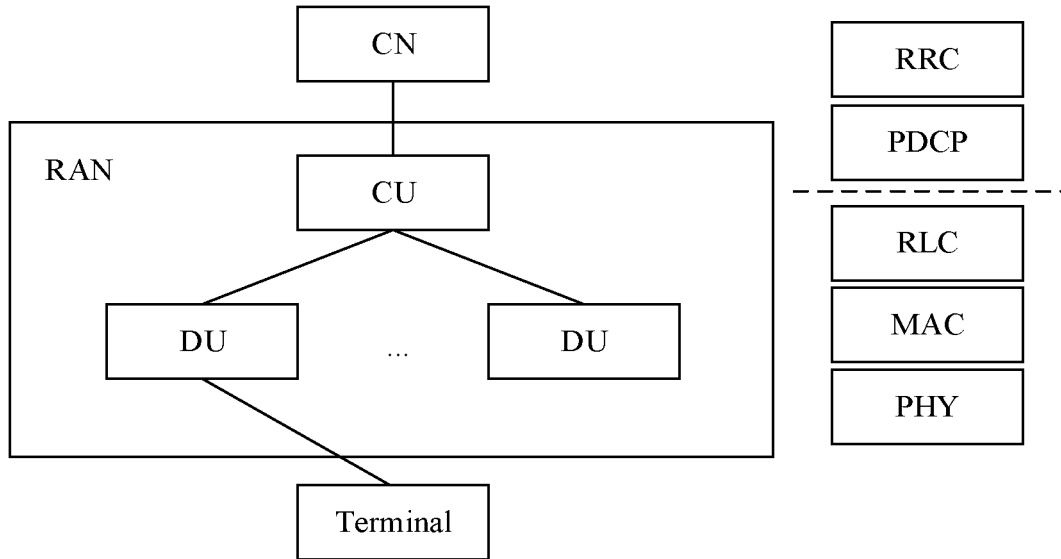 CN
RAN
CU
DU
...
DU
Terminal
RRC
PDCP
RLC
MAC
PHY